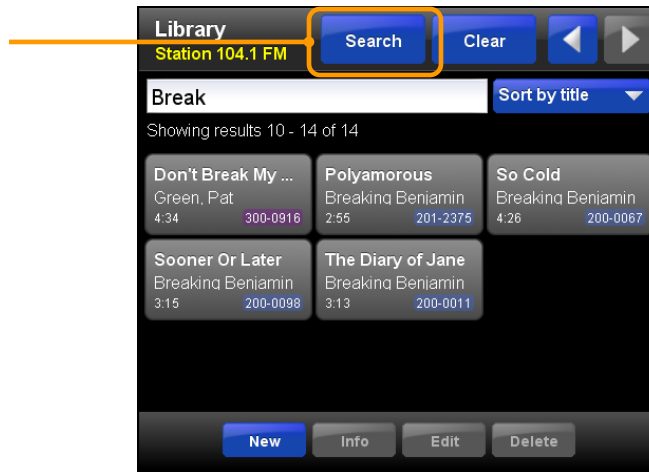 Library
Station 104.1 FM
Search
Clear
Break
Sort by title
Showing results 10 - 14 of 14
Don't Break My ...
Green, Pat
4:34 300-0916
Polyamorous
Breaking Benjamin
2:55 201-2375
So Cold
Breaking Benjamin
4:26 200-0067
Sooner Or Later
Breaking Benjamin
3:15 200-0098
The Diary of Jane
Breaking Benjamin
3:13 200-0011
New
Info
Edit
Delete